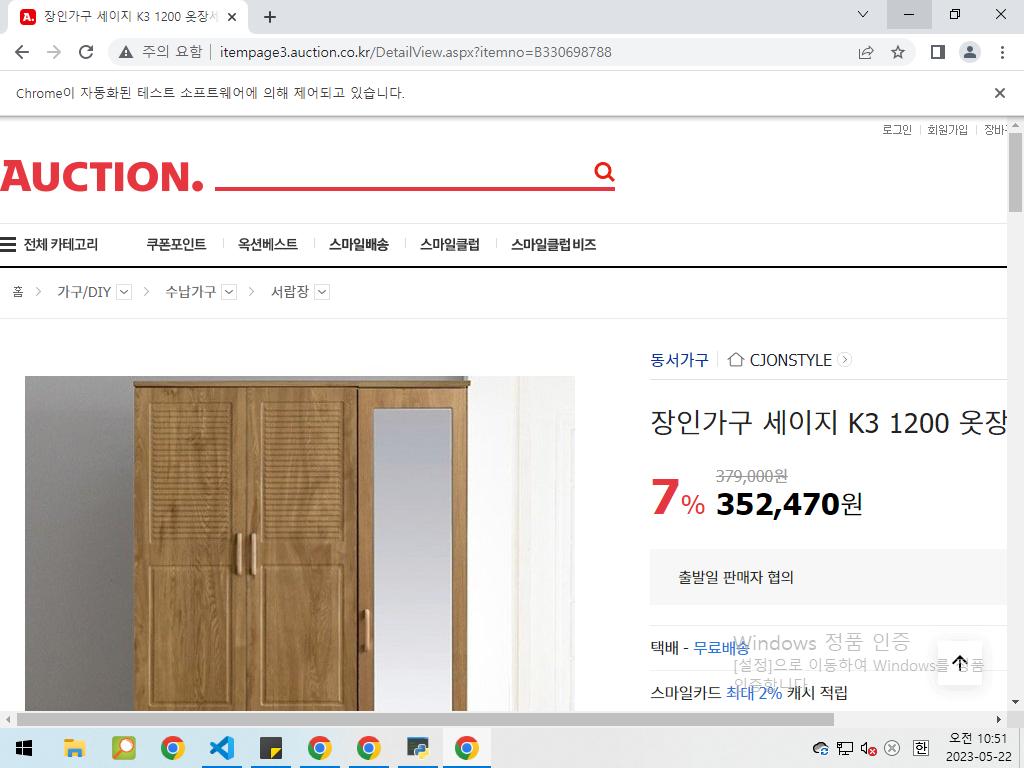 장인가구 세이지 K3 1200 옷장세
주의 요함 itempage3.auction.co.kr/DetailView.aspx?itemno=B330698788
Chrome이 자동화된 테스트 소프트웨어에 의해 제어되고 있습니다.
로그인 회원가입 장바구
AUCTION.
전체 카테고리 쿠폰포인트 옥션베스트 스마일배송 스마일클럽 스마일클럽 비즈
홈 가구/DIY 수납가구 서랍장
동서가구 CJONSTYLE
장인가구 세이지 K3 1200 옷장
379,000원
7% 352,470원
출발일 판매자 협의
택배 - 무료배송
Windows 정품 인증
[설정]으로 이동하여 Windows를 정품
인증합니다.
스마일카드 최대 2% 캐시 적립
한
오전 10:51
2023-05-22